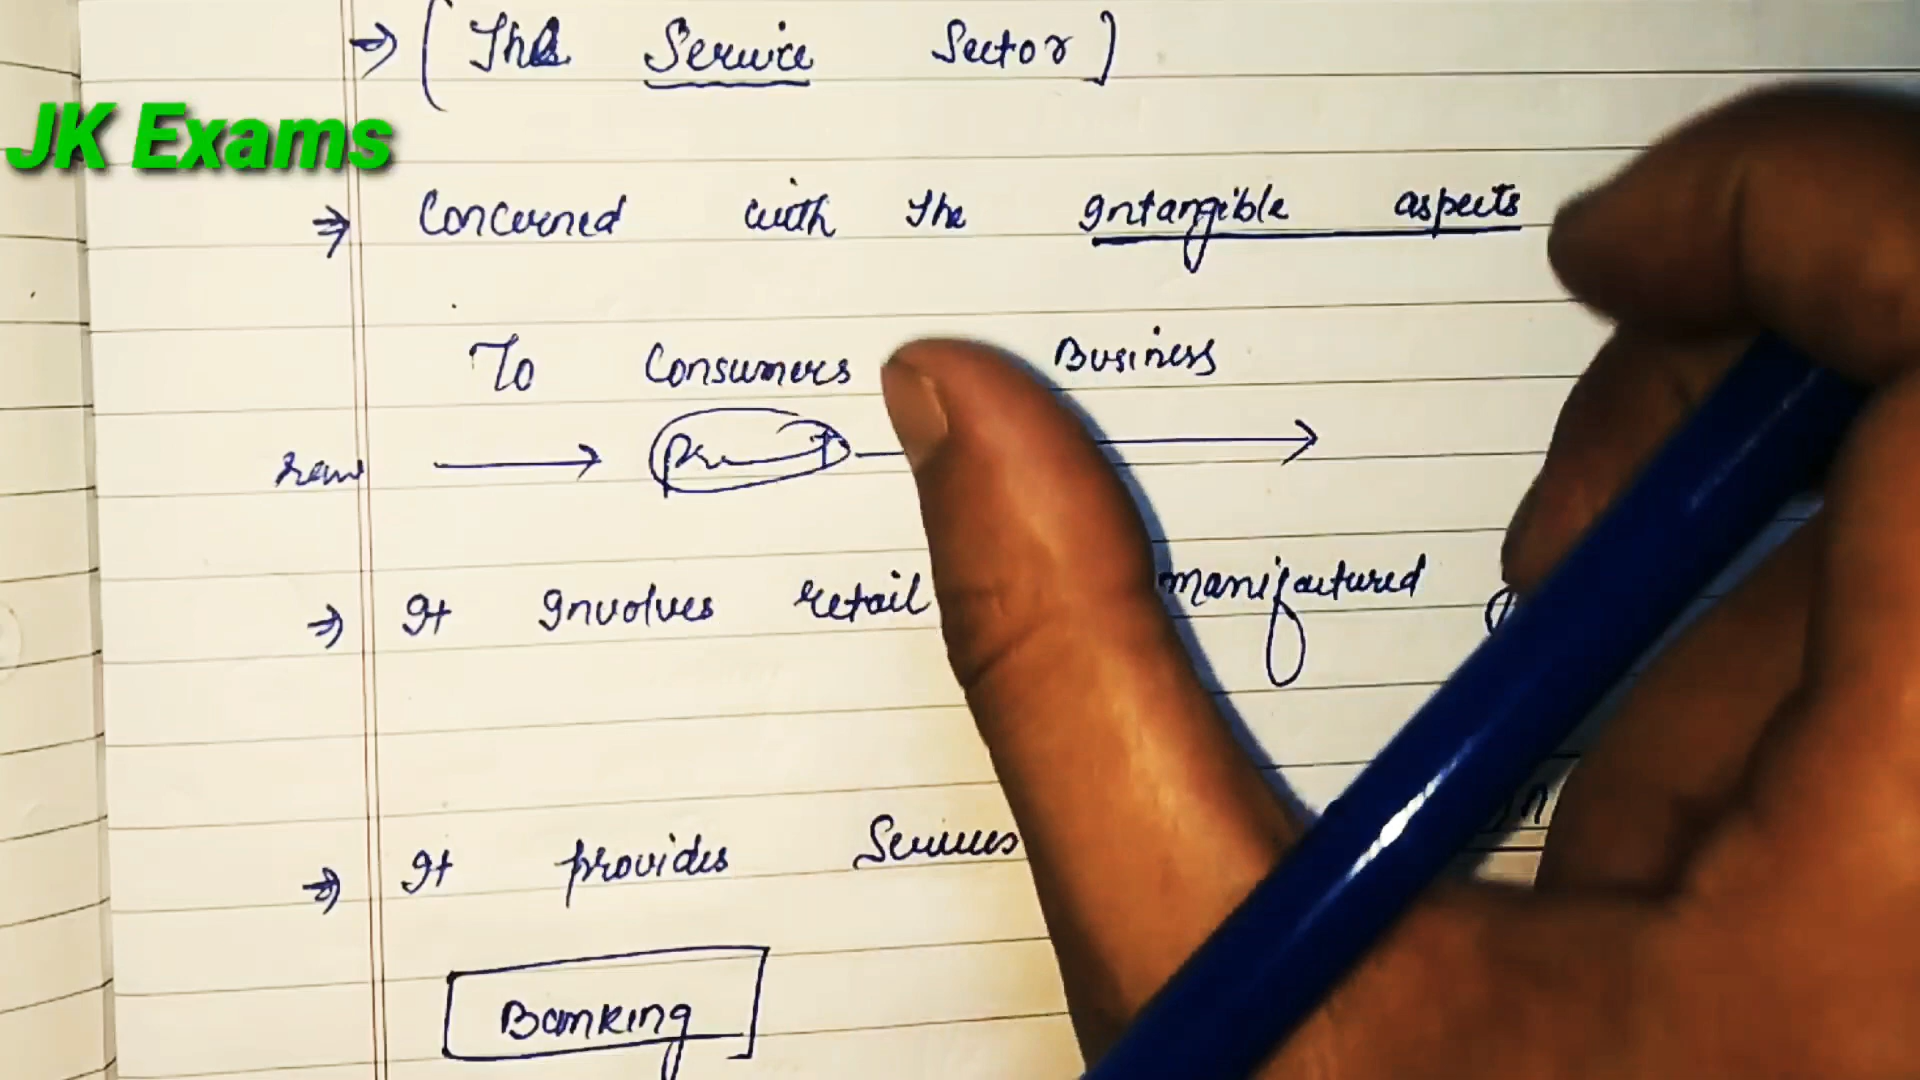 ⇒ (The Service Sector)
JK Exams
⇒ Concerned with the Intangible aspects
To Consumers Business
raw → → 
⇒ It Involves retail manifactured
⇒ It provides Services
Banking